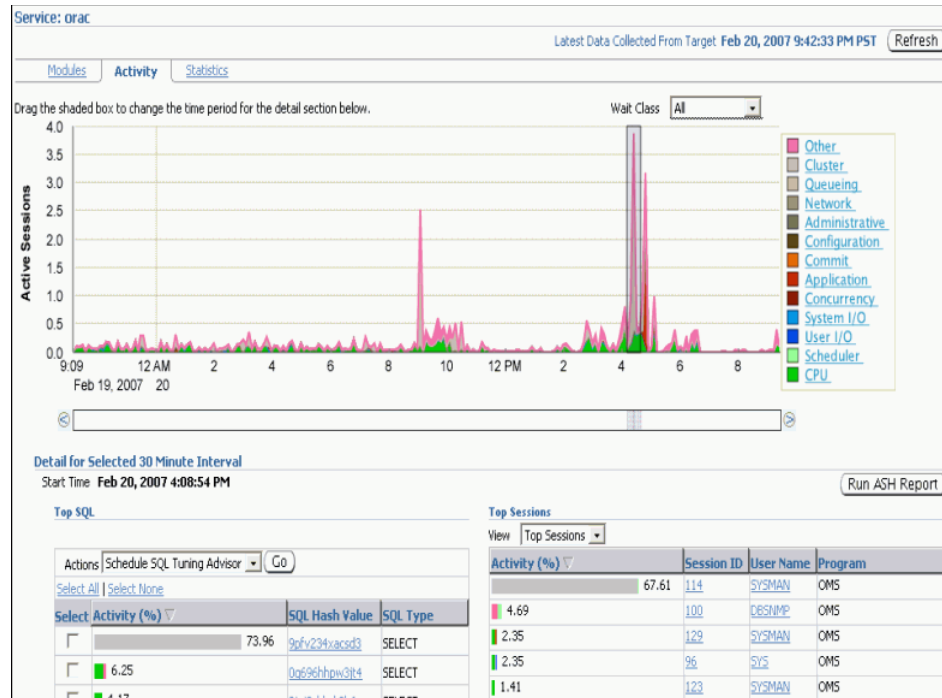 Service: orac
Latest Data Collected From Target Feb 20, 2007 9:42:33 PM PST Refresh
Modules Activity Statistics
Drag the shaded box to change the time period for the detail section below.
Wait Class All
Active Sessions
4.0
3.5
3.0
2.5
2.0
1.5
1.0
0.5
0.0
9:09 12 AM 2 4 6 8 10 12 PM 2 4 6 8
Feb 19, 2007 20
Other
Cluster
Queueing
Network
Administrative
Configuration
Commit
Application
Concurrency
System I/O
User I/O
Scheduler
CPU
Detail for Selected 30 Minute Interval
Start Time Feb 20, 2007 4:08:54 PM
Run ASH Report
Top SQL
Actions Schedule SQL Tuning Advisor Go
Select All | Select None
Select Activity (%) SQL Hash Value SQL Type
73.96 9pfv234xacsd3 SELECT
6.25 0g696hhpw3jt4 SELECT
Top Sessions
View Top Sessions
Activity (%) Session ID User Name Program
67.61 114 SYSMAN OMS
4.69 100 DBSNMP OMS
2.35 129 SYSMAN OMS
2.35 96 SYS OMS
1.41 123 SYSMAN OMS